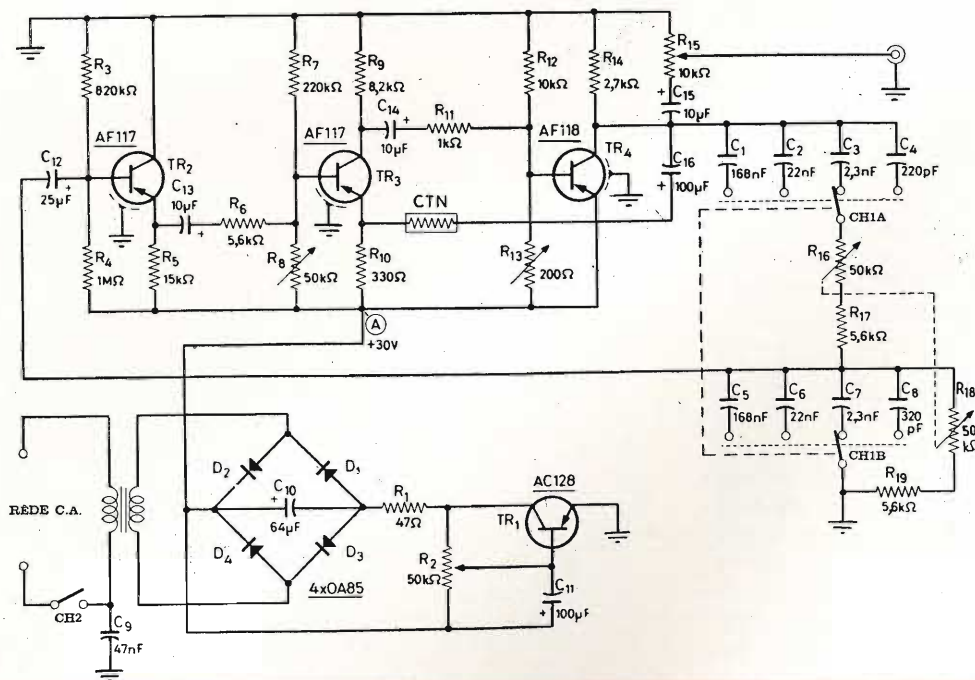 R3
820kΩ
R7
220kΩ
R9
8,2kΩ
R12
10kΩ
R14
2,7kΩ
R15
10kΩ
C14
+
10µF
R11
1kΩ
+
C15
10µF
AF117
AF117
AF118
C12
+
25µF
TR2
C13
10µF
+
R6
5,6kΩ
TR3
TR4
C16
+
100µF
C1
168nF
C2
22nF
C3
2,3nF
C4
220pF
CTN
CH1A
R4
1MΩ
R5
15kΩ
R8
50kΩ
R10
330Ω
R13
200Ω
R16
50kΩ
R17
5,6kΩ
A
+30V
C5
168nF
C6
22nF
C7
2,3nF
C8
320
pF
R18
50
kΩ
CH1B
R19
5,6kΩ
RÊDE C.A.
D2
D1
C10
+
64µF
D4
D3
4xOA85
R1
47Ω
AC128
TR1
R2
50kΩ
C11
+
100µF
CH2
C9
47nF